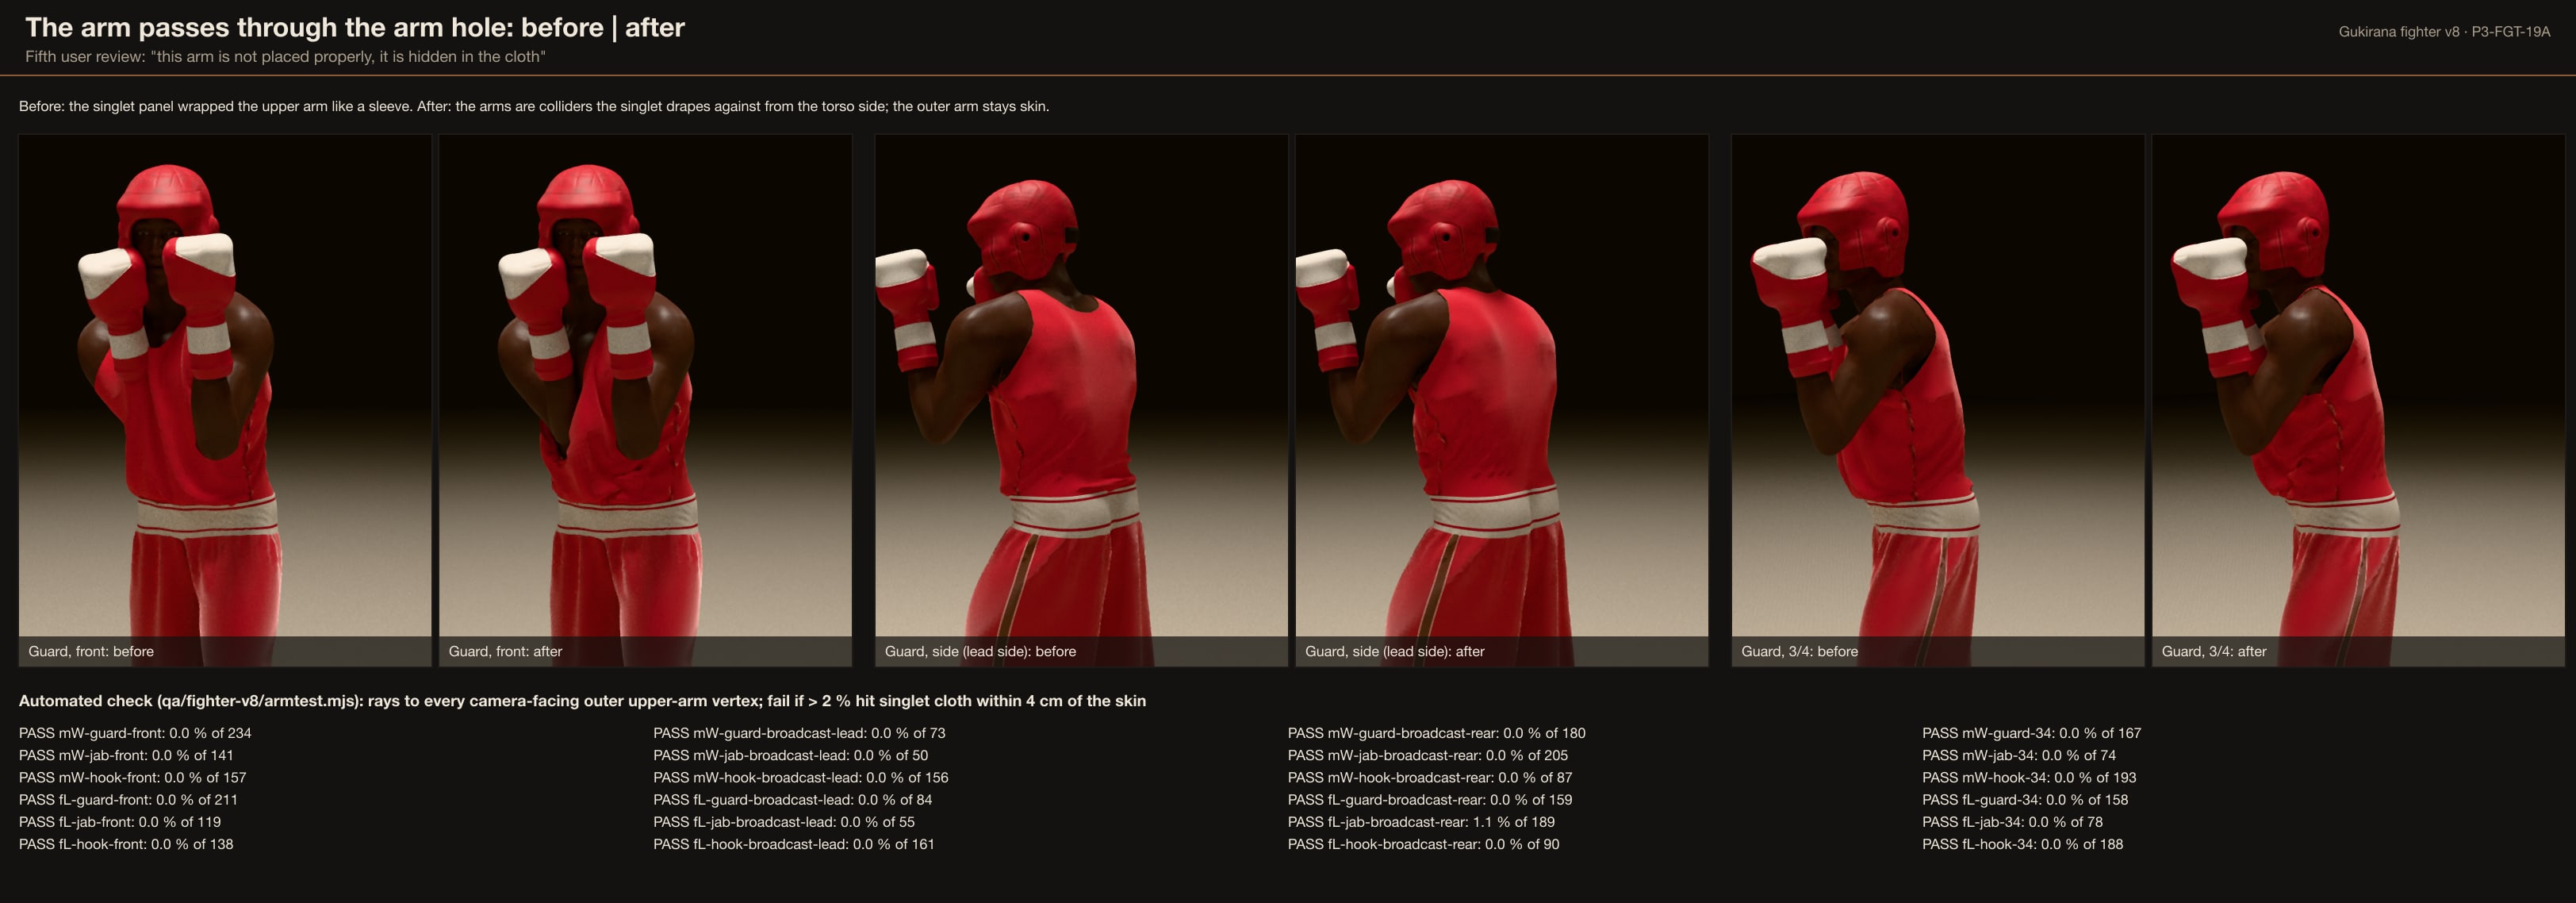 The arm passes through the arm hole: before | after
Gukirana fighter v8 · P3-FGT-19A
Fifth user review: "this arm is not placed properly, it is hidden in the cloth"
Before: the singlet panel wrapped the upper arm like a sleeve. After: the arms are colliders the singlet drapes against from the torso side; the outer arm stays skin.
Guard, front: before
Guard, front: after
Guard, side (lead side): before
Guard, side (lead side): after
Guard, 3/4: before
Guard, 3/4: after
Automated check (qa/fighter-v8/armtest.mjs): rays to every camera-facing outer upper-arm vertex; fail if > 2 % hit singlet cloth within 4 cm of the skin
PASS mW-guard-front: 0.0 % of 234
PASS mW-jab-front: 0.0 % of 141
PASS mW-hook-front: 0.0 % of 157
PASS fL-guard-front: 0.0 % of 211
PASS fL-jab-front: 0.0 % of 119
PASS fL-hook-front: 0.0 % of 138
PASS mW-guard-broadcast-lead: 0.0 % of 73
PASS mW-jab-broadcast-lead: 0.0 % of 50
PASS mW-hook-broadcast-lead: 0.0 % of 156
PASS fL-guard-broadcast-lead: 0.0 % of 84
PASS fL-jab-broadcast-lead: 0.0 % of 55
PASS fL-hook-broadcast-lead: 0.0 % of 161
PASS mW-guard-broadcast-rear: 0.0 % of 180
PASS mW-jab-broadcast-rear: 0.0 % of 205
PASS mW-hook-broadcast-rear: 0.0 % of 87
PASS fL-guard-broadcast-rear: 0.0 % of 159
PASS fL-jab-broadcast-rear: 1.1 % of 189
PASS fL-hook-broadcast-rear: 0.0 % of 90
PASS mW-guard-34: 0.0 % of 167
PASS mW-jab-34: 0.0 % of 74
PASS mW-hook-34: 0.0 % of 193
PASS fL-guard-34: 0.0 % of 158
PASS fL-jab-34: 0.0 % of 78
PASS fL-hook-34: 0.0 % of 188